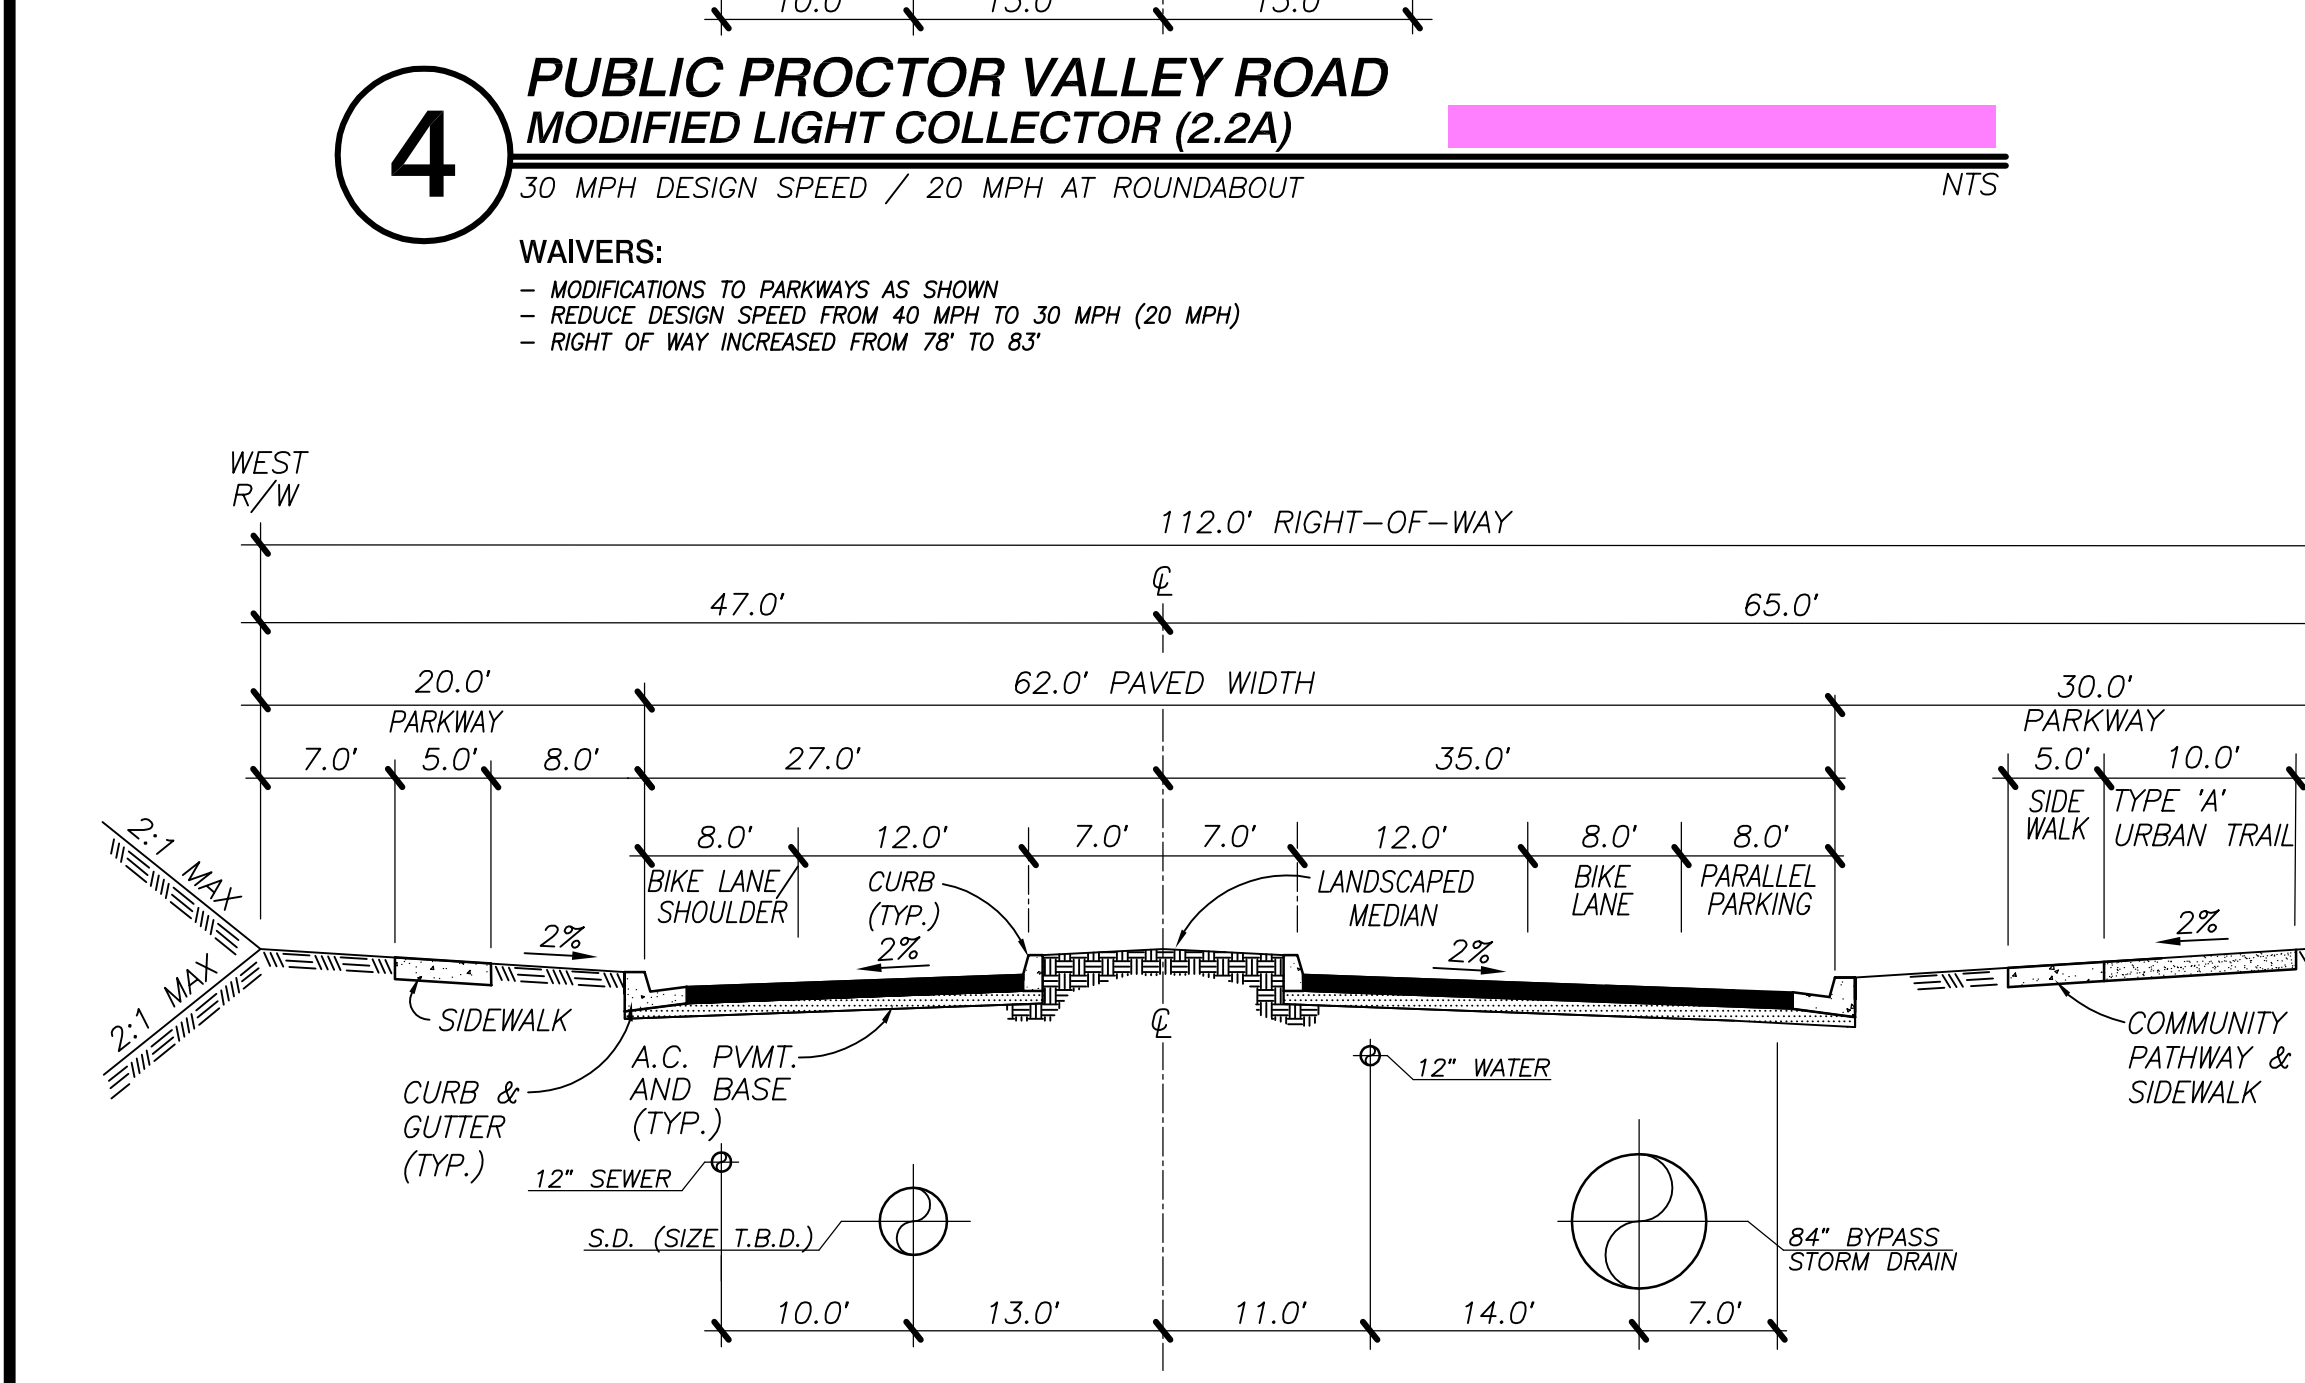 10.0' 13.0' 13.0'
4
PUBLIC PROCTOR VALLEY ROAD
MODIFIED LIGHT COLLECTOR (2.2A)
30 MPH DESIGN SPEED / 20 MPH AT ROUNDABOUT
NTS
WAIVERS:
- MODIFICATIONS TO PARKWAYS AS SHOWN
- REDUCE DESIGN SPEED FROM 40 MPH TO 30 MPH (20 MPH)
- RIGHT OF WAY INCREASED FROM 78' TO 83'
WEST
R/W
112.0' RIGHT-OF-WAY
℄
47.0' 65.0'
20.0' 62.0' PAVED WIDTH 30.0'
PARKWAY PARKWAY
7.0' 5.0' 8.0' 27.0' 35.0' 5.0' 10.0'
SIDE
WALK
TYPE 'A'
URBAN TRAIL
8.0' 12.0' 7.0' 7.0' 12.0' 8.0' 8.0'
BIKE LANE
SHOULDER
CURB
(TYP.)
LANDSCAPED
MEDIAN
BIKE
LANE
PARALLEL
PARKING
2:1 MAX
2:1 MAX
2% 2% 2% 2%
SIDEWALK
℄
CURB &
GUTTER
(TYP.)
A.C. PVMT.
AND BASE
(TYP.)
12" WATER
COMMUNITY
PATHWAY &
SIDEWALK
12" SEWER
S.D. (SIZE T.B.D.)
84" BYPASS
STORM DRAIN
10.0' 13.0' 11.0' 14.0' 7.0'